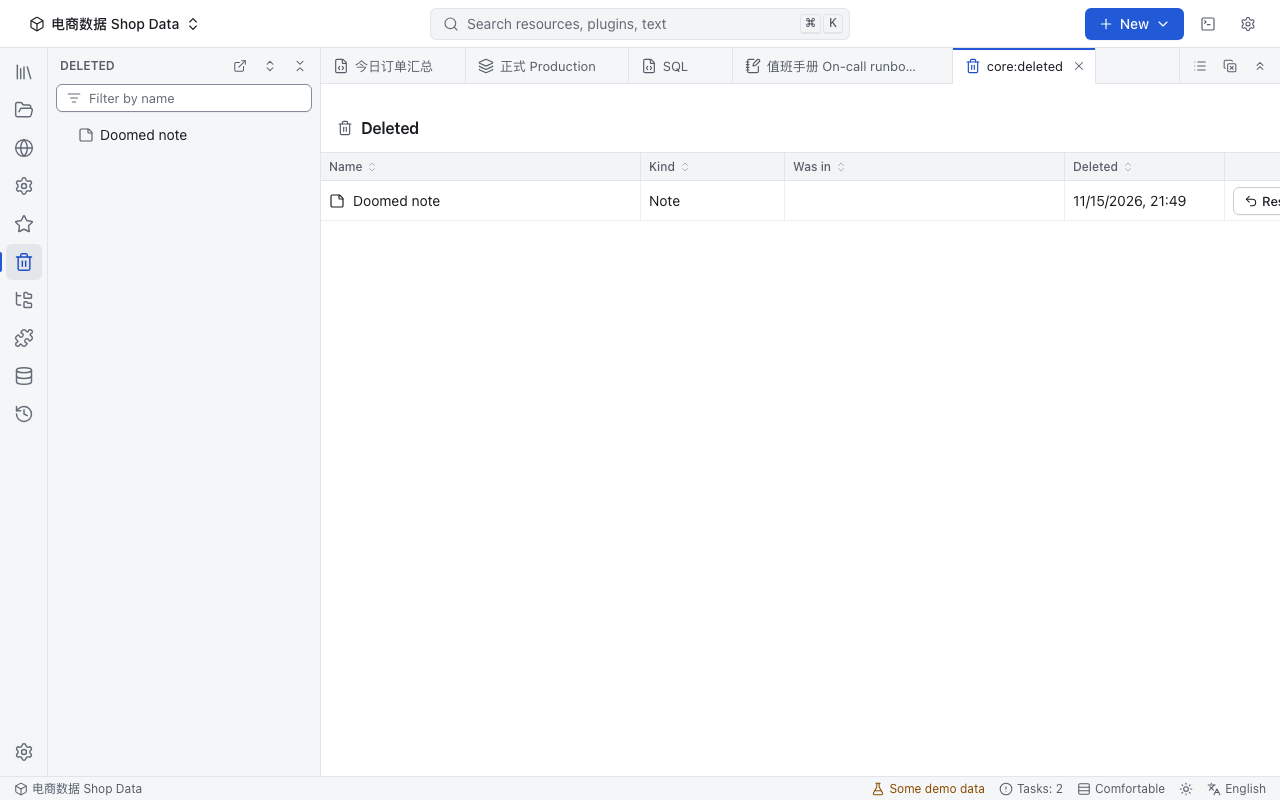 电商数据 Shop Data
Search resources, plugins, text
⌘ K
New
DELETED
今日订单汇总
正式 Production
SQL
值班手册 On-call runbo...
core:deleted
Filter by name
Doomed note
Deleted
Name
Kind
Was in
Deleted
Doomed note
Note
11/15/2026, 21:49
Res
电商数据 Shop Data
Some demo data
Tasks: 2
Comfortable
English